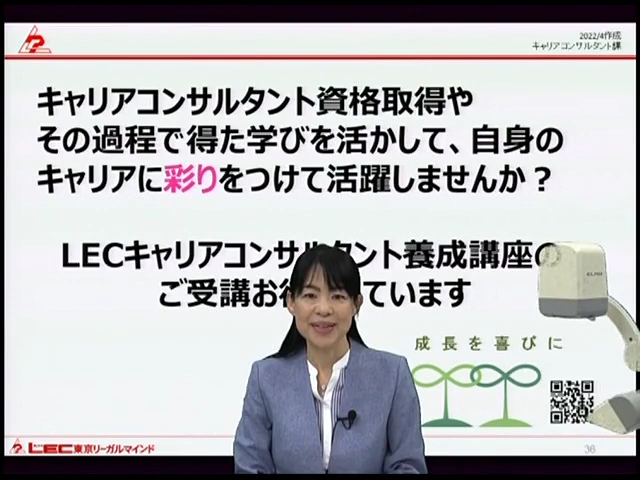 2022/4作成
キャリアコンサルタント課
キャリアコンサルタント資格取得や
その過程で得た学びを活かして、自身の
キャリアに彩りをつけて活躍しませんか？
LECキャリアコンサルタント養成講座の
ご受講お待 ています
成長を喜びに
LEC東京リーガルマインド
36